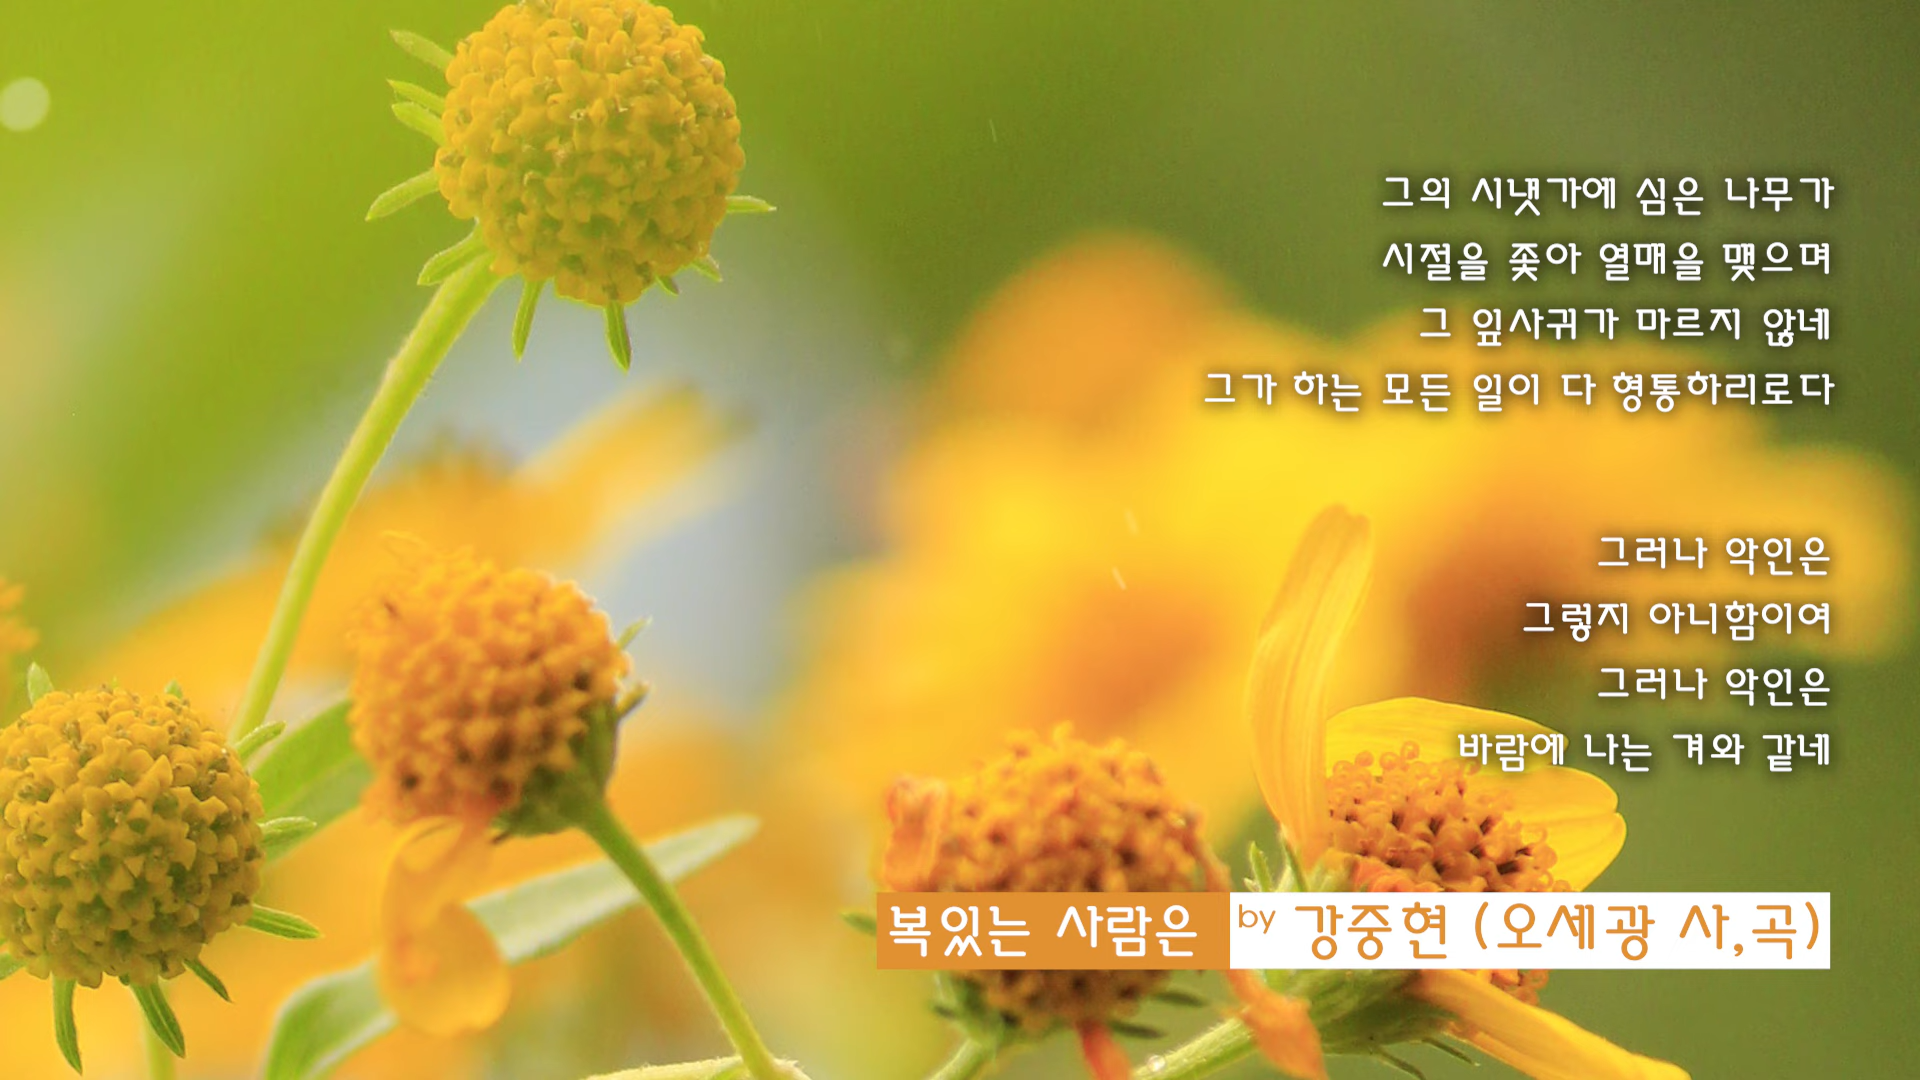 그의 시냇가에 심은 나무가
시절을 좇아 열매을 맺으며
그 잎사귀가 마르지 않네
그가 하는 모든 일이 다 형통하리로다
그러나 악인은
그렇지 아니함이여
그러나 악인은
바람에 나는 겨와 같네
복있는 사람은 by 강중현 (오세광 사,곡)